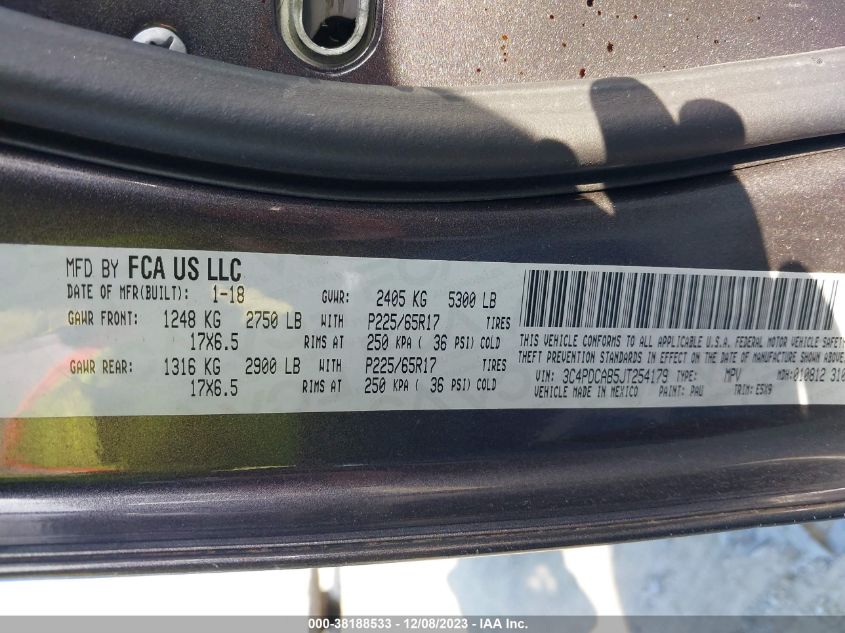 MFD BY FCA US LLC
DATE OF MFR(BUILT): 1-18 GVWR: 2405 KG 5300 LB
GAWR FRONT: 1248 KG 2750 LB WITH P225/65R17 TIRES
17X6.5 RIMS AT 250 KPA ( 36 PSI) COLD
GAWR REAR: 1316 KG 2900 LB WITH P225/65R17 TIRES
17X6.5 RIMS AT 250 KPA ( 36 PSI) COLD
THIS VEHICLE CONFORMS TO ALL APPLICABLE U.S.A. FEDERAL MOTOR VEHICLE SAFETY
THEFT PREVENTION STANDARDS IN EFFECT ON THE DATE OF MANUFACTURE SHOWN ABOVE.
VIN: 3C4PDCAB5JT254179 TYPE: MPV MDH: 010812 310
VEHICLE MADE IN MEXICO PAINT: PAU TRIM: E5X9
000-38188533 - 12/08/2023 - IAA Inc.